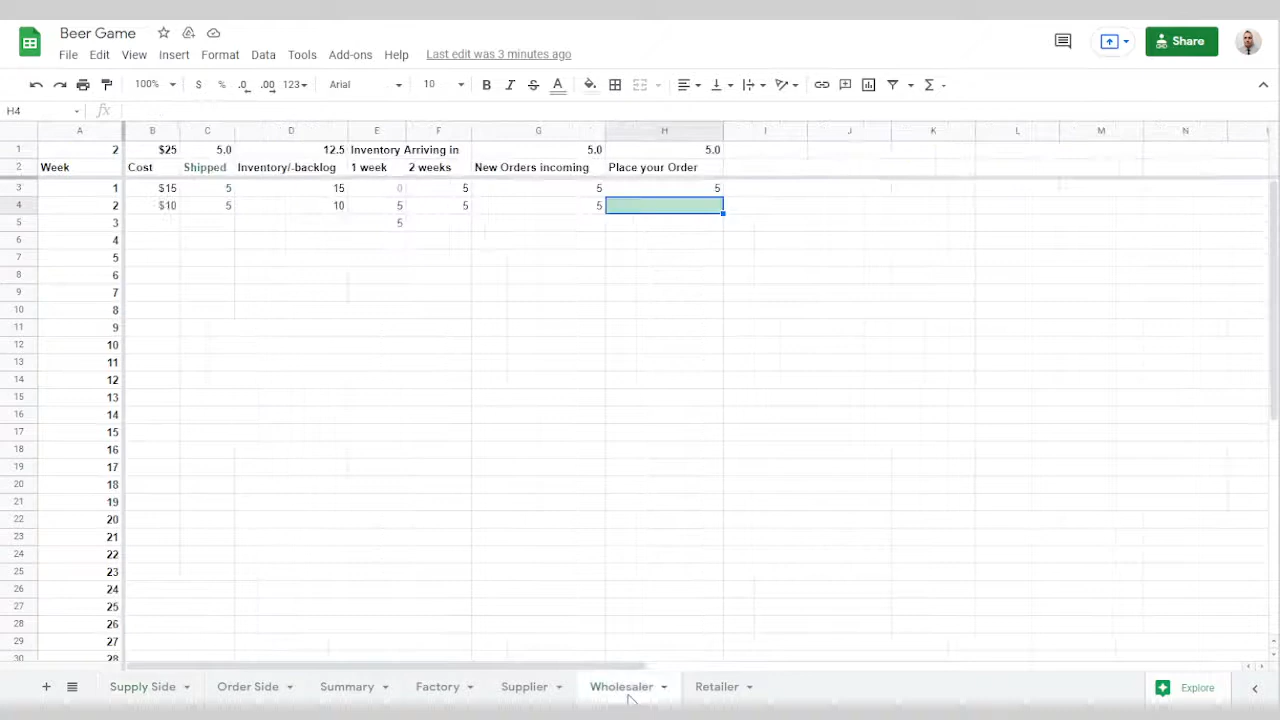 Beer Game
File Edit View Insert Format Data Tools Add-ons Help Last edit was 3 minutes ago
Share
100% $ % .0 .00 123 Arial 10 B I S A Σ
H4 fx
A B C D E F G H I J K L M N
1 2 $25 5.0 12.5 Inventory Arriving in 5.0 5.0
2 Week Cost Shipped Inventory/-backlog 1 week 2 weeks New Orders incoming Place your Order
3 1 $15 5 15 0 5 5 5
4 2 $10 5 10 5 5 5
5 3 5
6 4
7 5
8 6
9 7
10 8
11 9
12 10
13 11
14 12
15 13
16 14
17 15
18 16
19 17
20 18
21 19
22 20
23 21
24 22
25 23
26 24
27 25
28 26
29 27
30 28
+ Supply Side Order Side Summary Factory Supplier Wholesaler Retailer Explore